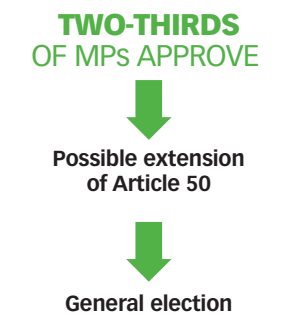 TWO-THIRDS
OF MPs APPROVE
Possible extension
of Article 50
General election